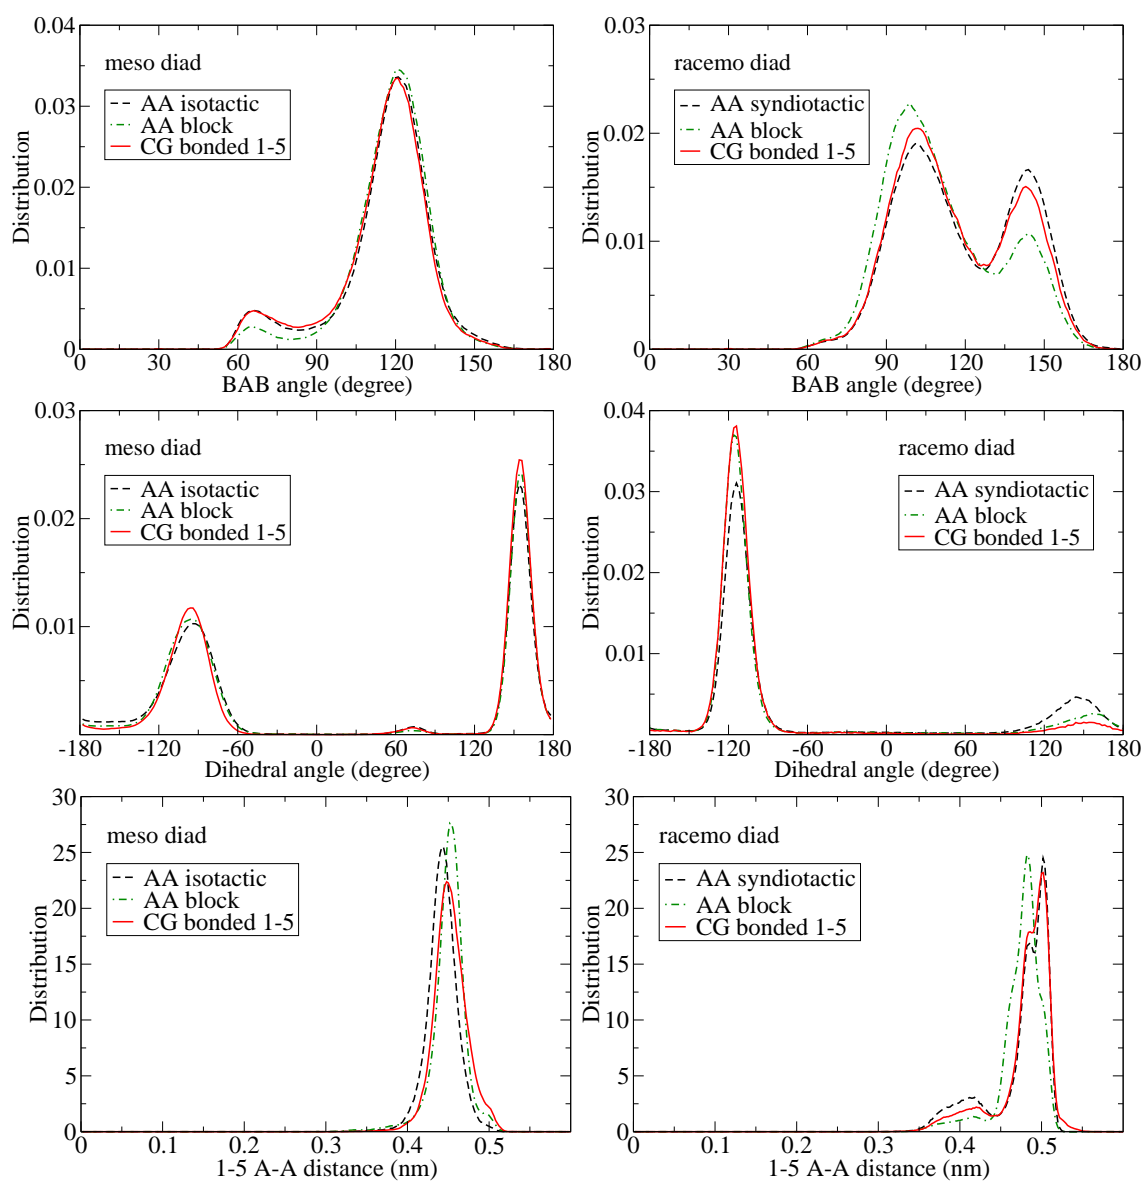 0.04
0.03
0.02
0.01
0
Distribution
meso diad
AA isotactic
AA block
CG bonded 1-5
0 30 60 90 120 150 180
BAB angle (degree)
0.03
0.02
0.01
0
Distribution
racemo diad
AA syndiotactic
AA block
CG bonded 1-5
0 30 60 90 120 150 180
BAB angle (degree)
0.03
0.02
0.01
Distribution
meso diad
AA isotactic
AA block
CG bonded 1-5
-180 -120 -60 0 60 120 180
Dihedral angle (degree)
0.04
0.03
0.02
0.01
Distribution
racemo diad
AA syndiotactic
AA block
CG bonded 1-5
-180 -120 -60 0 60 120 180
Dihedral angle (degree)
30
25
20
15
10
5
0
Distribution
meso diad
AA isotactic
AA block
CG bonded 1-5
0 0.1 0.2 0.3 0.4 0.5
1-5 A-A distance (nm)
30
25
20
15
10
5
0
Distribution
racemo diad
AA syndiotactic
AA block
CG bonded 1-5
0 0.1 0.2 0.3 0.4 0.5
1-5 A-A distance (nm)